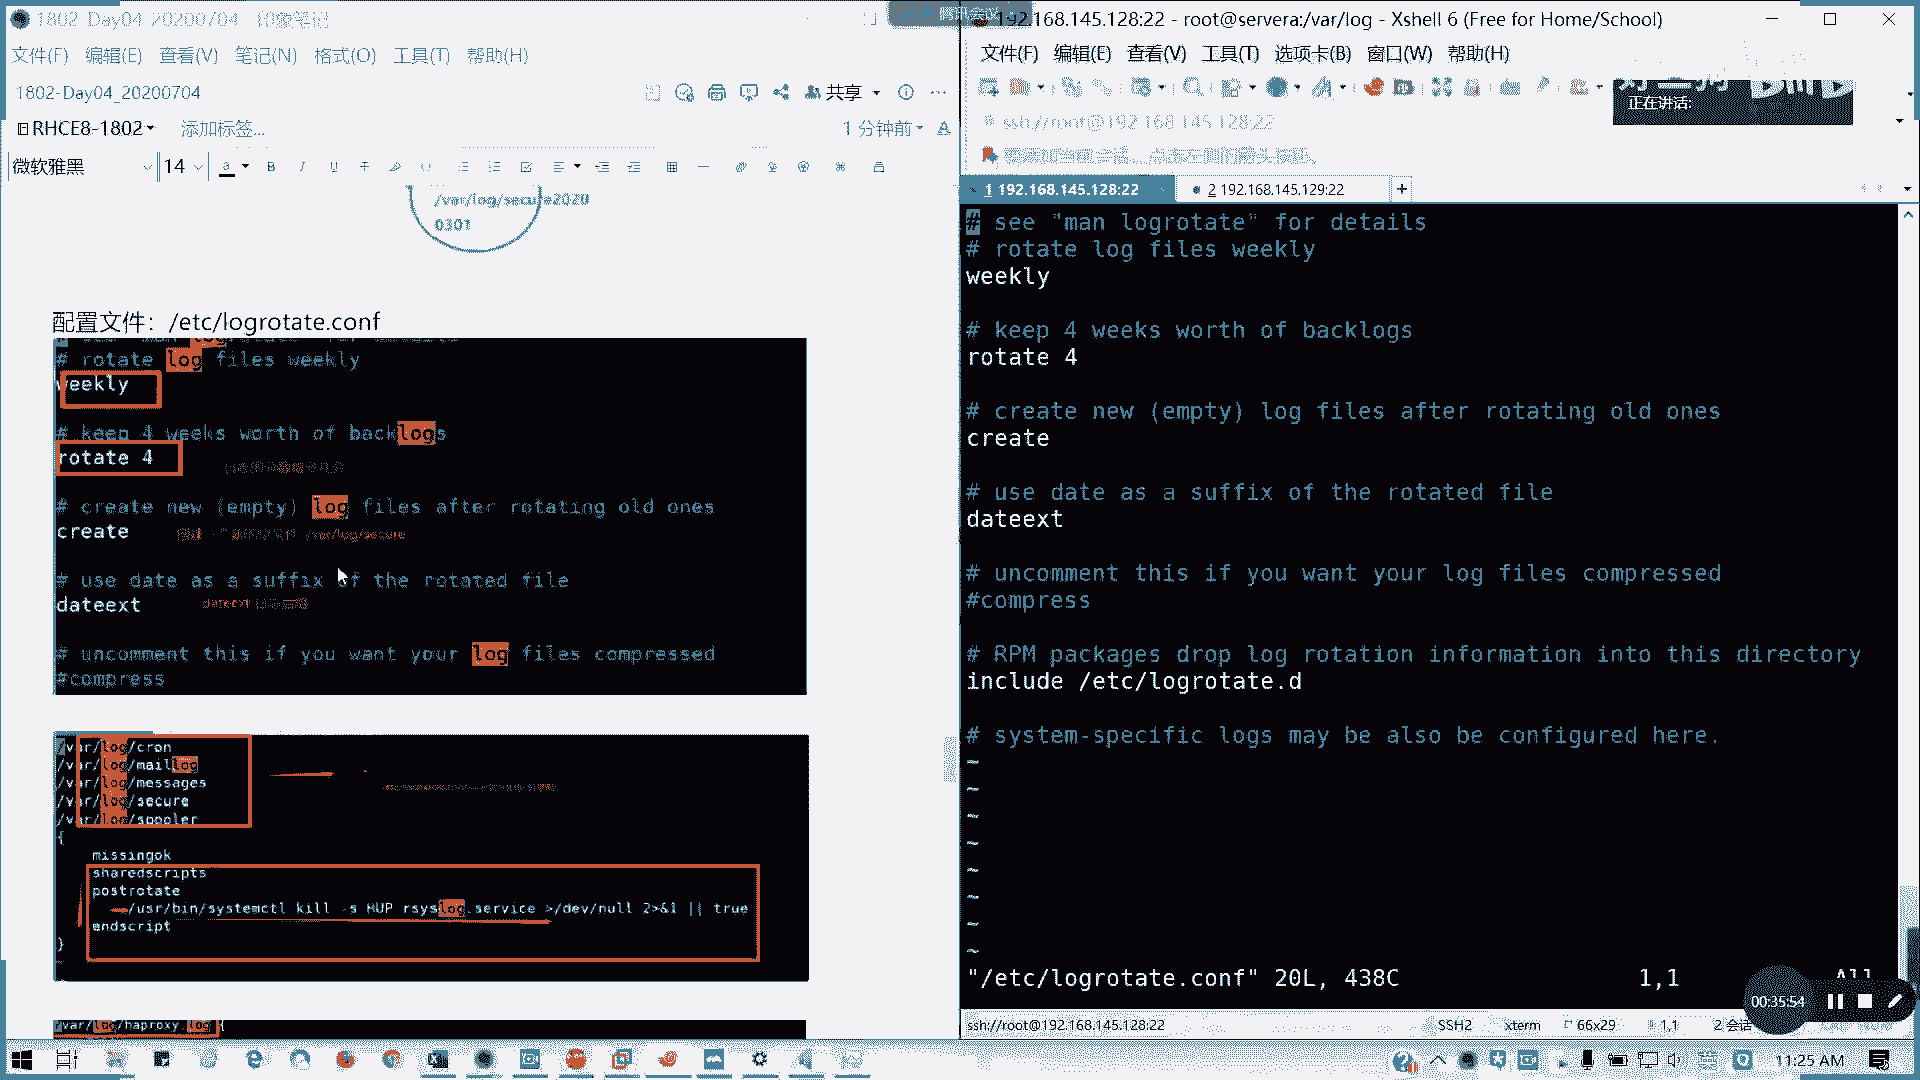 1802-Day04_20200704 - 印象笔记
文件(F) 编辑(E) 查看(V) 笔记(N) 格式(O) 工具(T) 帮助(H)
1802-Day04_20200704
共享
RHCE8-1802
添加标签...
1 分钟前
微软雅黑
14
/var/log/secure2020
0301
配置文件：/etc/logrotate.conf
# rotate log files weekly
weekly
# keep 4 weeks worth of backlogs
rotate 4
# create new (empty) log files after rotating old ones
create
/var/log/secure
# use date as a suffix of the rotated file
dateext
dateext
# uncomment this if you want your log files compressed
#compress
/var/log/cron
/var/log/maillog
/var/log/messages
/var/log/secure
/var/log/spooler
{
missingok
sharedscripts
postrotate
/usr/bin/systemctl kill -s HUP rsyslog.service >/dev/null 2>&1 || true
endscript
}
/var/log/haproxy.log {
腾讯会议
192.168.145.128:22 - root@servera:/var/log - Xshell 6 (Free for Home/School)
文件(F) 编辑(E) 查看(V) 工具(T) 选项卡(B) 窗口(W) 帮助(H)
正在讲话:
ssh://root@192.168.145.128:22
1 192.168.145.128:22
2 192.168.145.129:22
# see "man logrotate" for details
# rotate log files weekly
weekly
# keep 4 weeks worth of backlogs
rotate 4
# create new (empty) log files after rotating old ones
create
# use date as a suffix of the rotated file
dateext
# uncomment this if you want your log files compressed
#compress
# RPM packages drop log rotation information into this directory
include /etc/logrotate.d
# system-specific logs may be also be configured here.
~
~
~
~
~
~
~
~
"/etc/logrotate.conf" 20L, 438C
1,1
All
00:35:54
ssh://root@192.168.145.128:22
SSH2
xterm
66x29
1,1
2 会话
11:25 AM